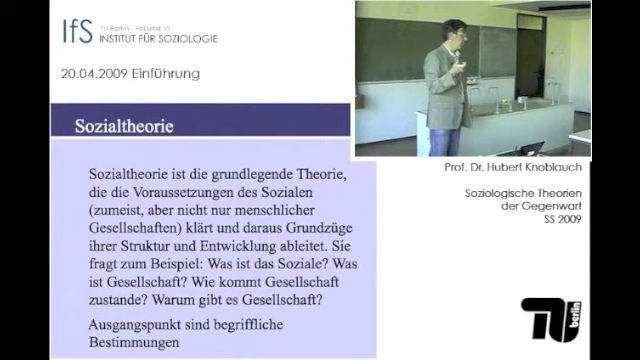 IfS
TU Berlin - Fakultät VI
INSTITUT FÜR SOZIOLOGIE
20.04.2009 Einführung
Sozialtheorie
Sozialtheorie ist die grundlegende Theorie,
die die Voraussetzungen des Sozialen
(zumeist, aber nicht nur menschlicher
Gesellschaften) klärt und daraus Grundzüge
ihrer Struktur und Entwicklung ableitet. Sie
fragt zum Beispiel: Was ist das Soziale? Was
ist Gesellschaft? Wie kommt Gesellschaft
zustande? Warum gibt es Gesellschaft?
Ausgangspunkt sind begriffliche
Bestimmungen
Prof. Dr. Hubert Knoblauch
Soziologische Theorien
der Gegenwart
SS 2009
TU
berlin